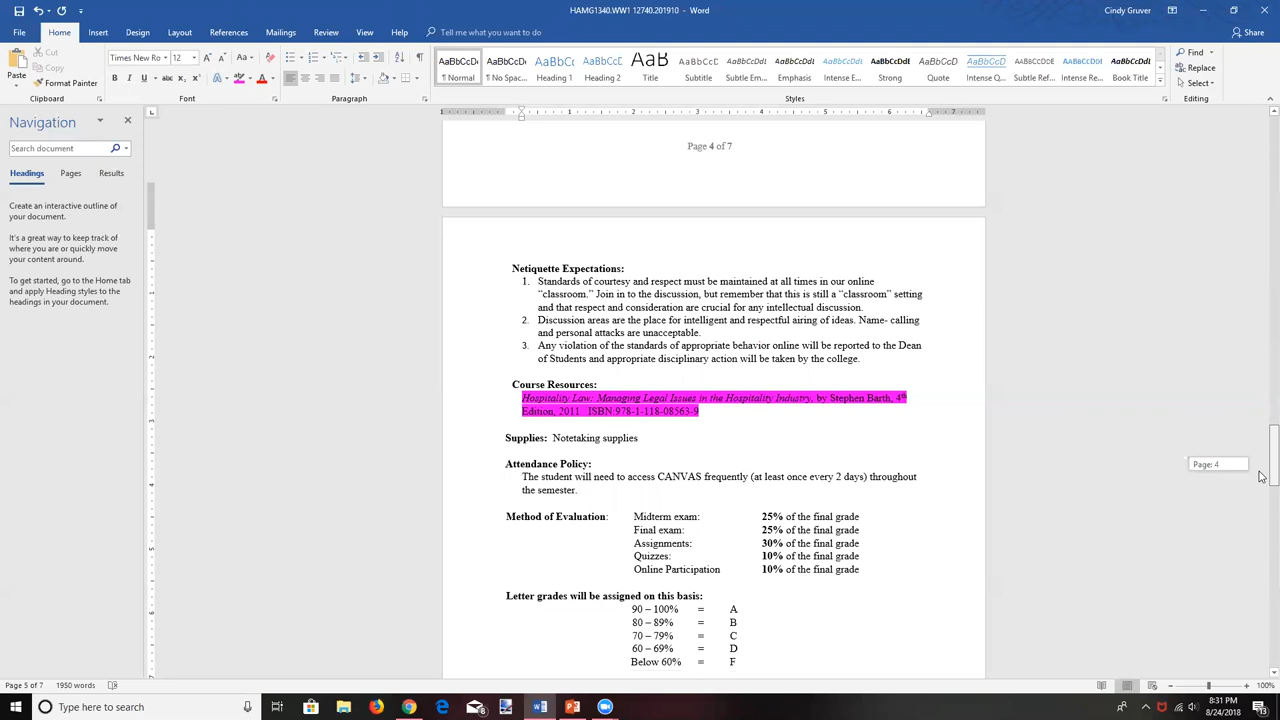 HAMG1340.WW1 12740.201910 - Word
Cindy Gruver
File Home Insert Design Layout References Mailings Review View Help Tell me what you want to do Share
Cut
Copy
Paste
Format Painter
Clipboard
Times New Ro 12
Font
Paragraph
AaBbCcDc AaBbCcDc AaBbCc AaBbCcD AaB AaBbCcD AaBbCcDd AaBbCcDd AaBbCcDd AaBbCcDd AaBbCcDd AaBbCcDd AaBbCcDd AaBbCcDd AaBbCcDd
¶ Normal ¶ No Spac... Heading 1 Heading 2 Title Subtitle Subtle Em... Emphasis Intense E... Strong Quote Intense Q... Subtle Ref... Intense Re... Book Title
Styles
Find
Replace
Select
Editing
Navigation
Search document
Headings Pages Results
Create an interactive outline of
your document.
It's a great way to keep track of
where you are or quickly move
your content around.
To get started, go to the Home tab
and apply Heading styles to the
headings in your document.
Page 4 of 7
Netiquette Expectations:
1. Standards of courtesy and respect must be maintained at all times in our online
“classroom.” Join in to the discussion, but remember that this is still a “classroom” setting
and that respect and consideration are crucial for any intellectual discussion.
2. Discussion areas are the place for intelligent and respectful airing of ideas. Name- calling
and personal attacks are unacceptable.
3. Any violation of the standards of appropriate behavior online will be reported to the Dean
of Students and appropriate disciplinary action will be taken by the college.
Course Resources:
Hospitality Law: Managing Legal Issues in the Hospitality Industry, by Stephen Barth, 4th
Edition, 2011 ISBN:978-1-118-08563-9
Supplies: Notetaking supplies
Attendance Policy:
The student will need to access CANVAS frequently (at least once every 2 days) throughout
the semester.
Method of Evaluation: Midterm exam: 25% of the final grade
Final exam: 25% of the final grade
Assignments: 30% of the final grade
Quizzes: 10% of the final grade
Online Participation 10% of the final grade
Letter grades will be assigned on this basis:
90 – 100% = A
80 – 89% = B
70 – 79% = C
60 – 69% = D
Below 60% = F
Page: 4
Page 5 of 7 1950 words
100%
Type here to search
8:31 PM
8/24/2018